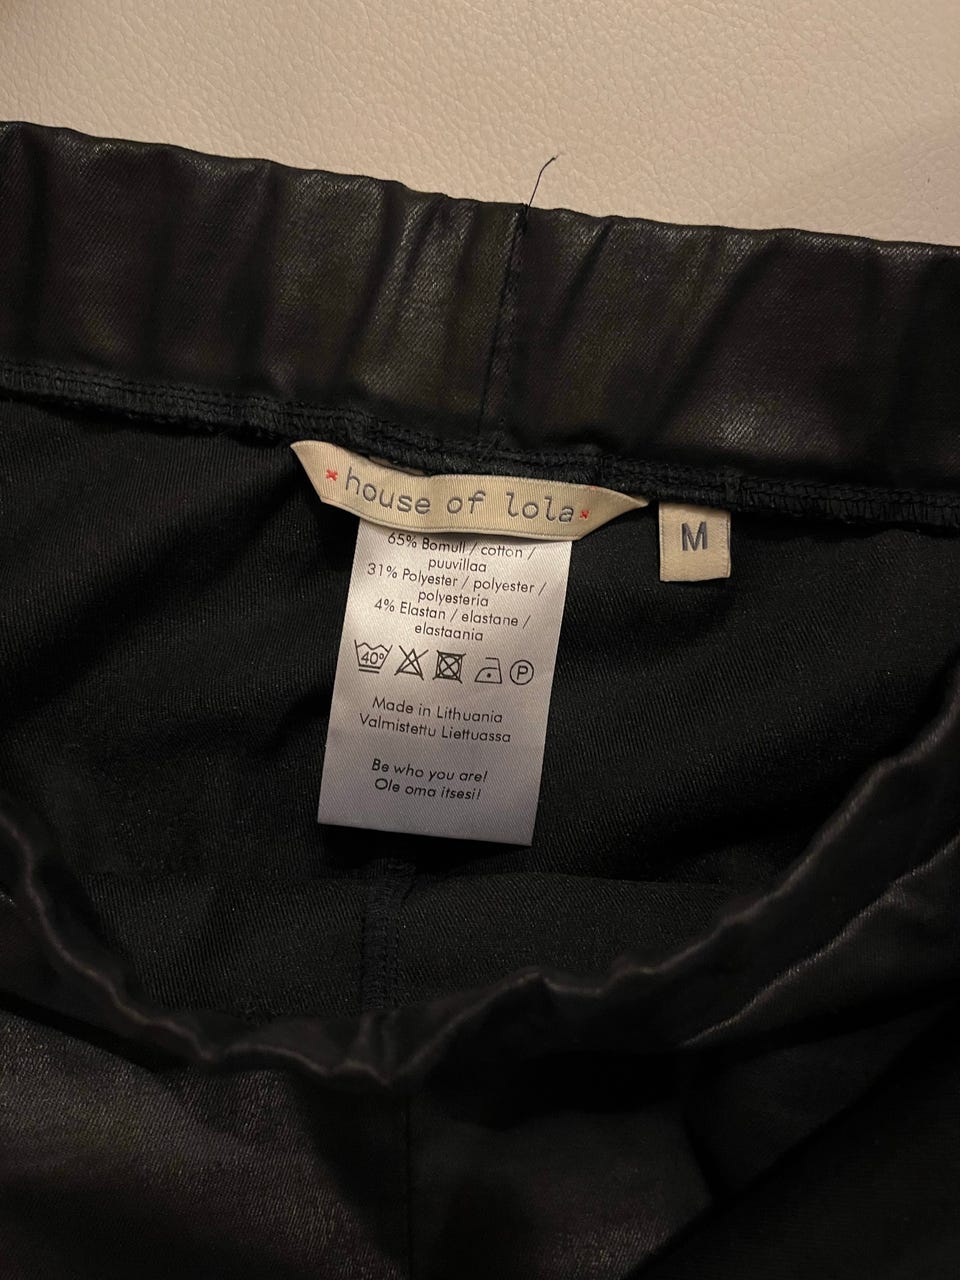 house of lola
M
65% Bomull / cotton /
puuvillaa
31% Polyester / polyester /
polyesteria
4% Elastan / elastane /
elastaania
40° P
Made in Lithuania
Valmistettu Liettuassa
Be who you are!
Ole oma itsesi!